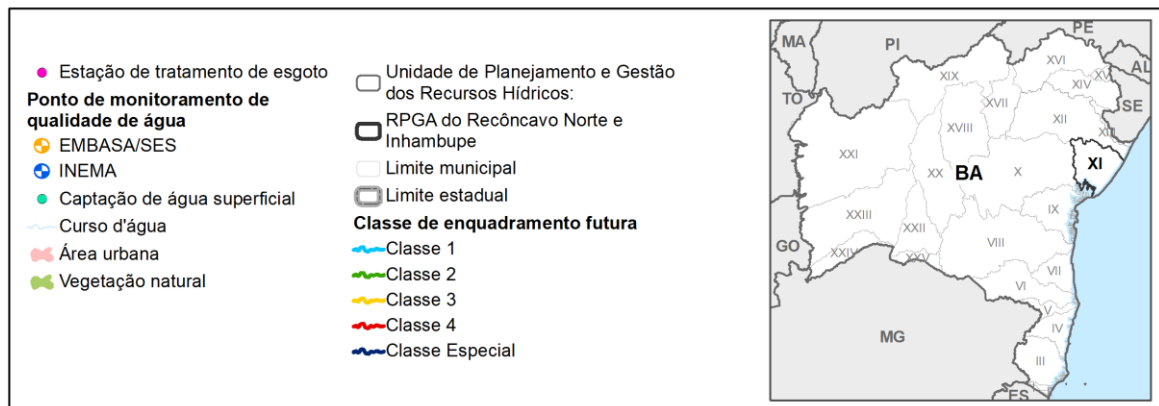 Estação de tratamento de esgoto
Ponto de monitoramento de
qualidade de água
EMBASA/SES
INEMA
Captação de água superficial
Curso d'água
Área urbana
Vegetação natural
Unidade de Planejamento e Gestão
dos Recursos Hídricos:
RPGA do Recôncavo Norte e
Inhambupe
Limite municipal
Limite estadual
Classe de enquadramento futura
Classe 1
Classe 2
Classe 3
Classe 4
Classe Especial
MA
PI
PE
AL
TO
SE
XIX
XVI
XV
XIV
XVII
XII
XVIII
XIII
XXI
XX
BA
X
XI
IX
XXIII
XXII
VIII
GO
XXIV
XXV
VII
VI
V
IV
MG
III
ES